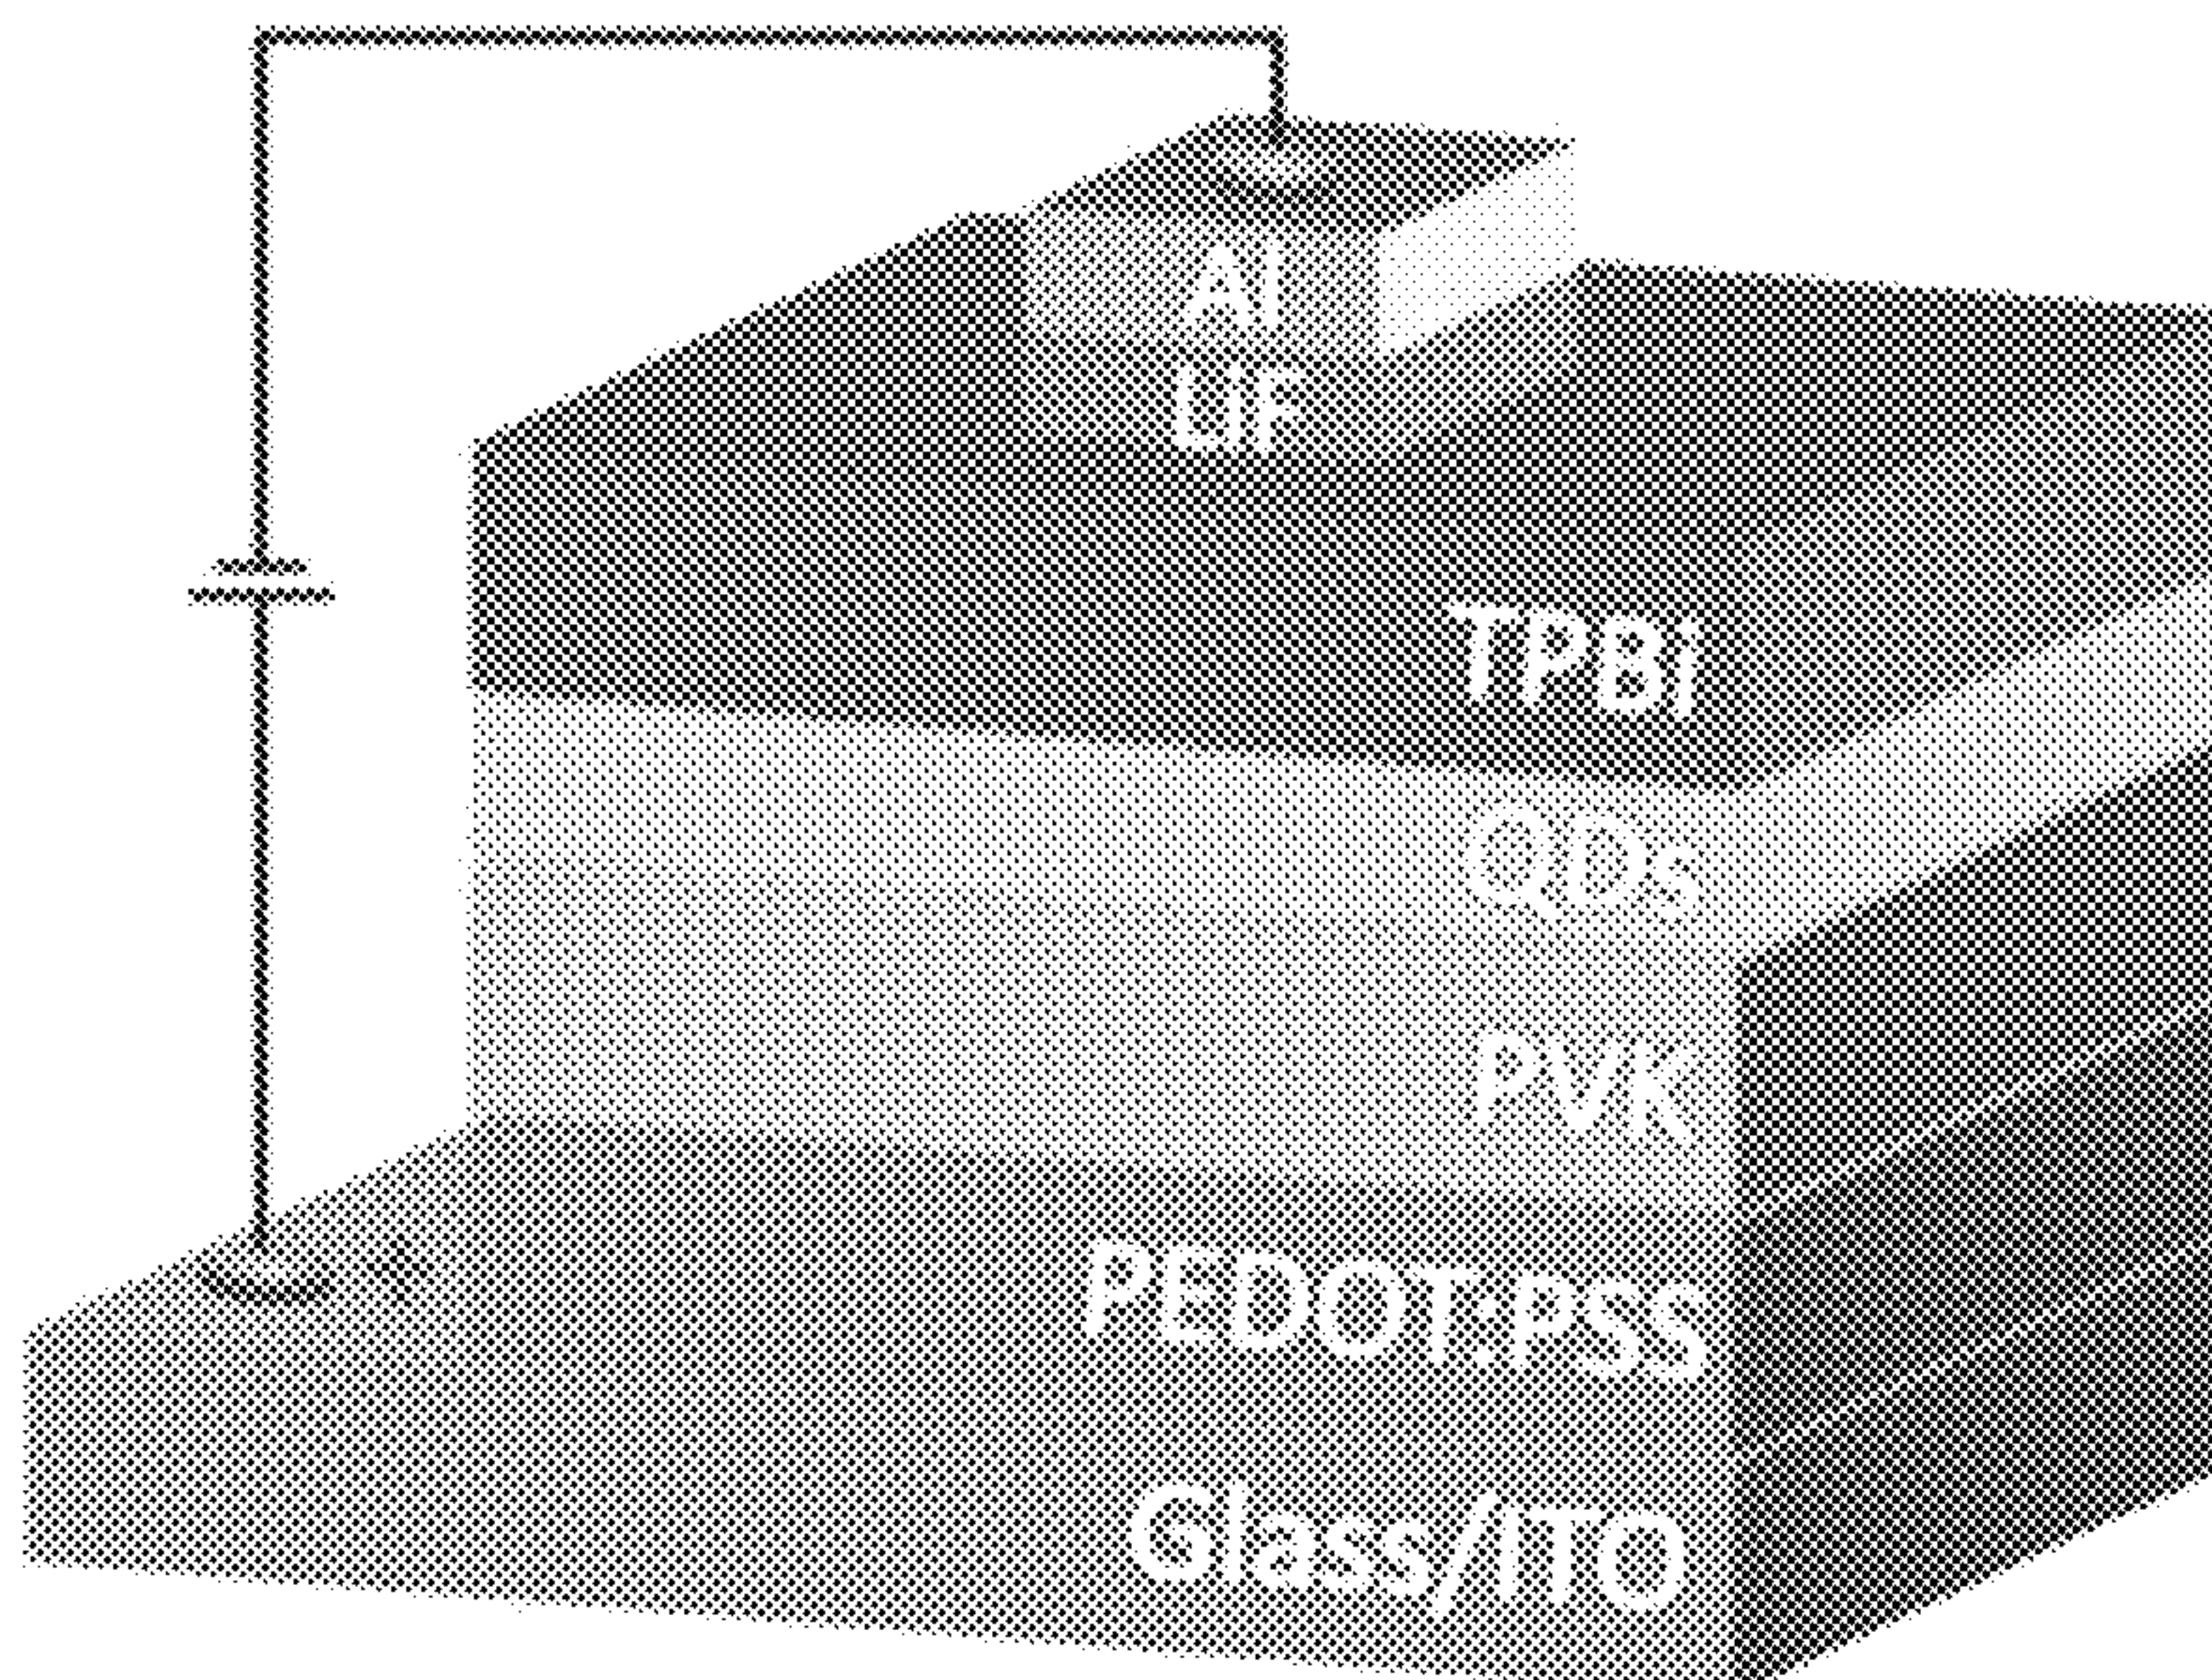 Al
LiF
TPBi
QDs
PVK
PEDOT:PSS
Glass/ITO